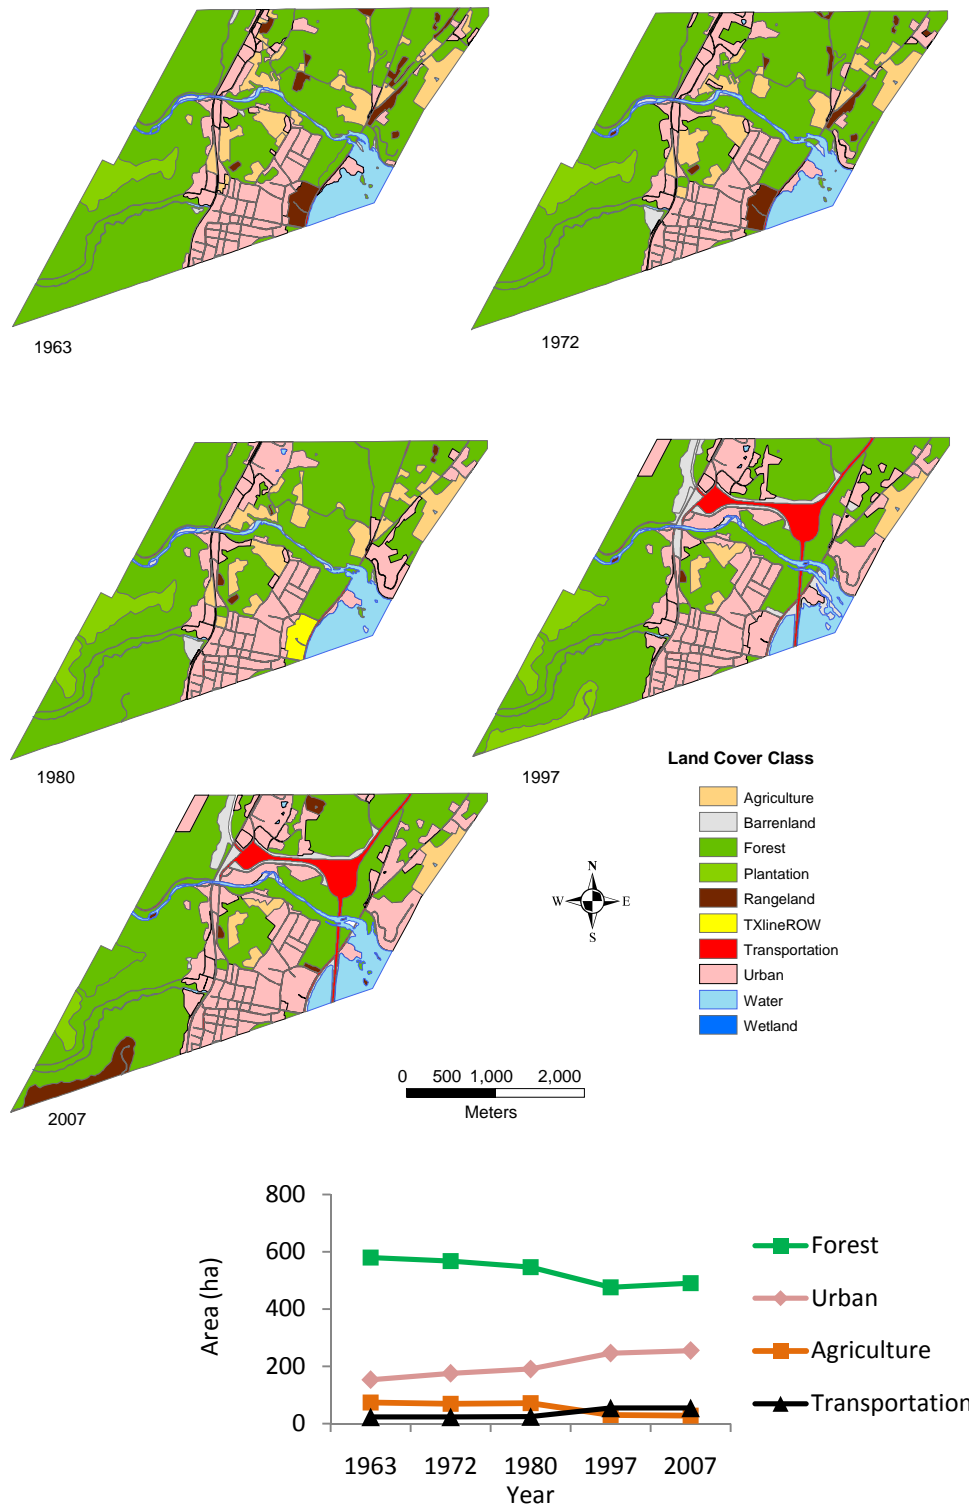 1963
1972
1980
1997
Land Cover Class
Agriculture
Barrenland
Forest
Plantation
Rangeland
TXlineROW
Transportation
Urban
Water
Wetland
N
W E
S
2007
0 500 1,000 2,000
Meters
800
600
400
200
0
Area (ha)
1963 1972 1980 1997 2007
Year
Forest
Urban
Agriculture
Transportation